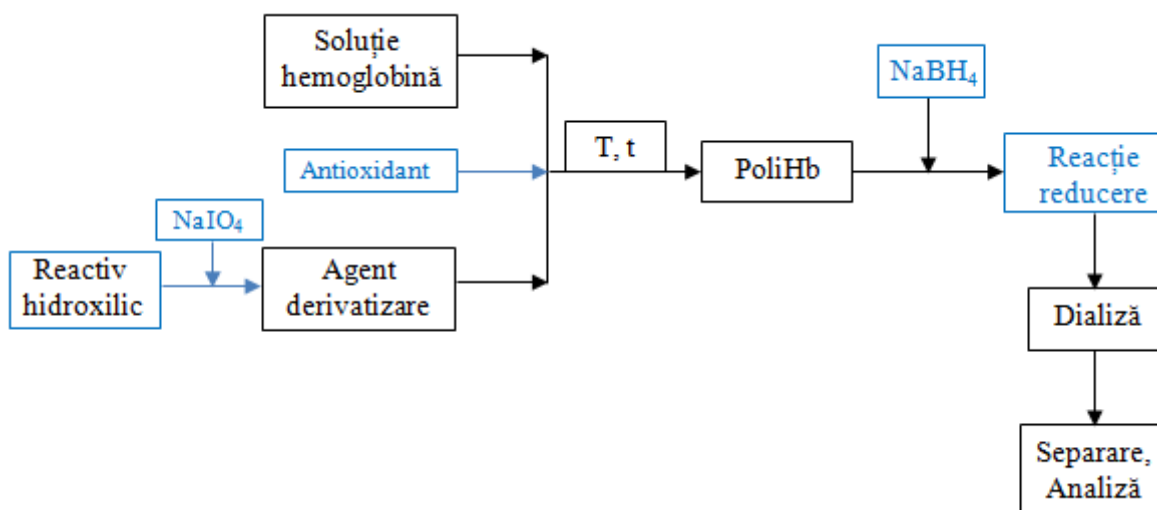 Soluție
hemoglobină
NaBH₄
Antioxidant
T, t
PoliHb
Reacție
reducere
NaIO₄
Reactiv
hidroxilic
Agent
derivatizare
Dializă
Separare,
Analiză